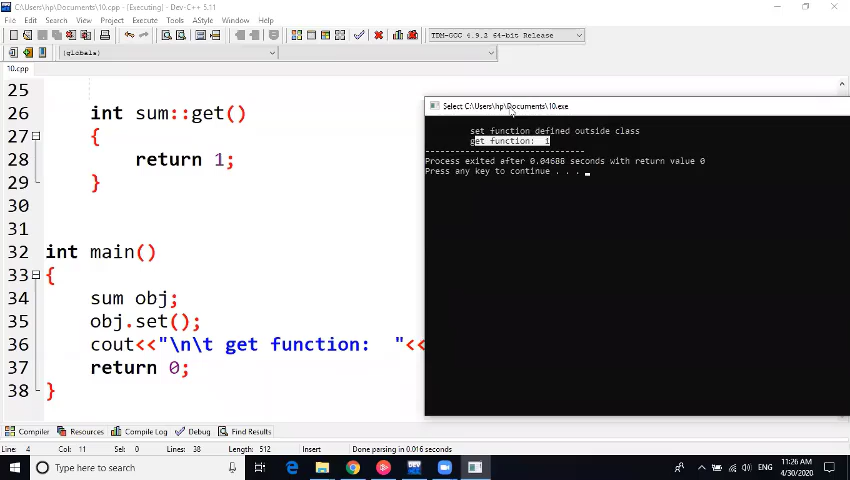 C:\Users\hp\Documents\10.cpp - [Executing] - Dev-C++ 5.11
File Edit Search View Project Execute Tools AStyle Window Help
TDM-GCC 4.9.2 64-bit Release
(globals)
10.cpp
25
26 int sum::get()
27 {
28 return 1;
29 }
30
31
32 int main()
33 {
34 sum obj;
35 obj.set();
36 cout<<"\n\t get function:  "<<
37 return 0;
38 }
Select C:\Users\hp\Documents\10.exe
set function defined outside class
get function:  1
--------------------------------
Process exited after 0.04688 seconds with return value 0
Press any key to continue . . .
Compiler Resources Compile Log Debug Find Results
Line: 4 Col: 11 Sel: 0 Lines: 38 Length: 512 Insert Done parsing in 0.016 seconds
Type here to search
DEV
ENG
11:26 AM
4/30/2020